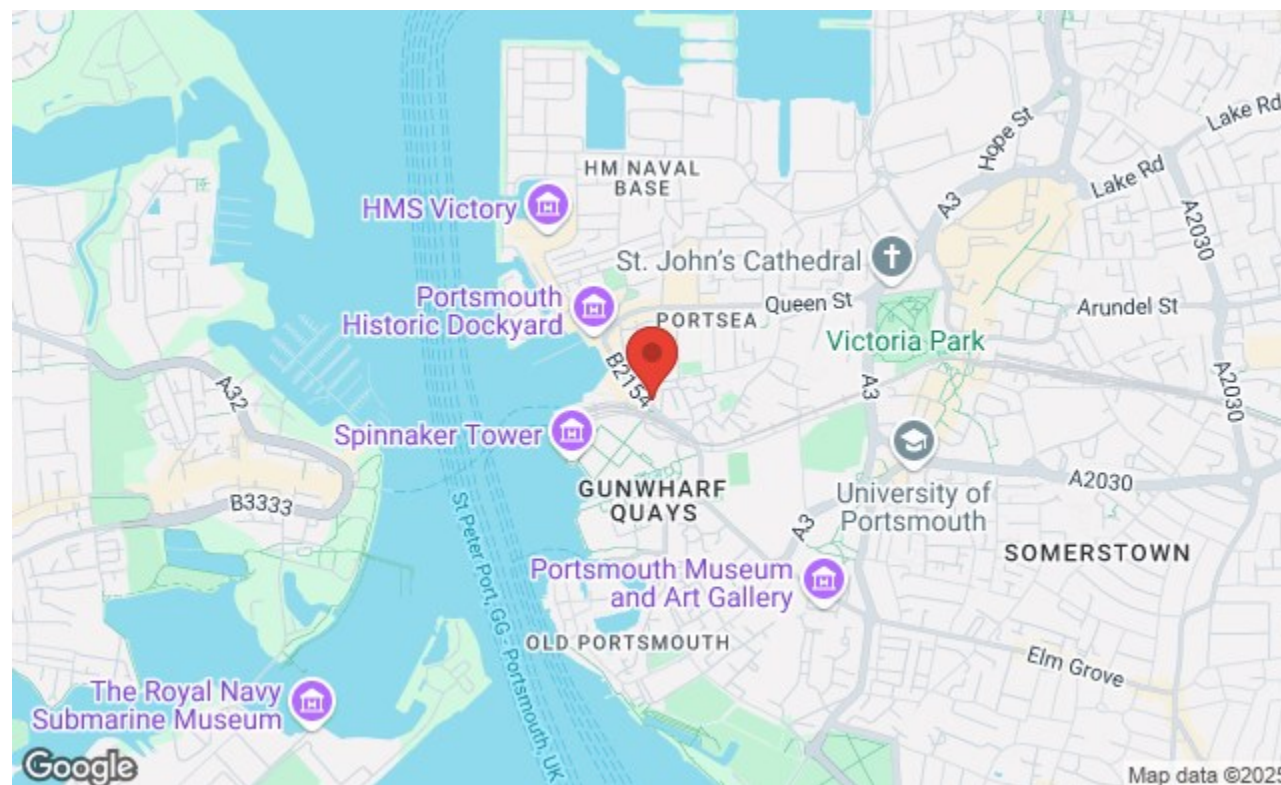 HM NAVAL
BASE
HMS Victory
Hope St
Lake Rd
Lake Rd
A3
A2030
St. John's Cathedral
Portsmouth
Historic Dockyard
Queen St
PORTSEA
Arundel St
Victoria Park
B2154
A32
A3
A2030
Spinnaker Tower
B3333
GUNWHARF
QUAYS
University of
Portsmouth
A2030
A3
SOMERSTOWN
St Peter Port, GG - Portsmouth, UK
Portsmouth Museum
and Art Gallery
OLD PORTSMOUTH
Elm Grove
The Royal Navy
Submarine Museum
Google
Map data ©2025